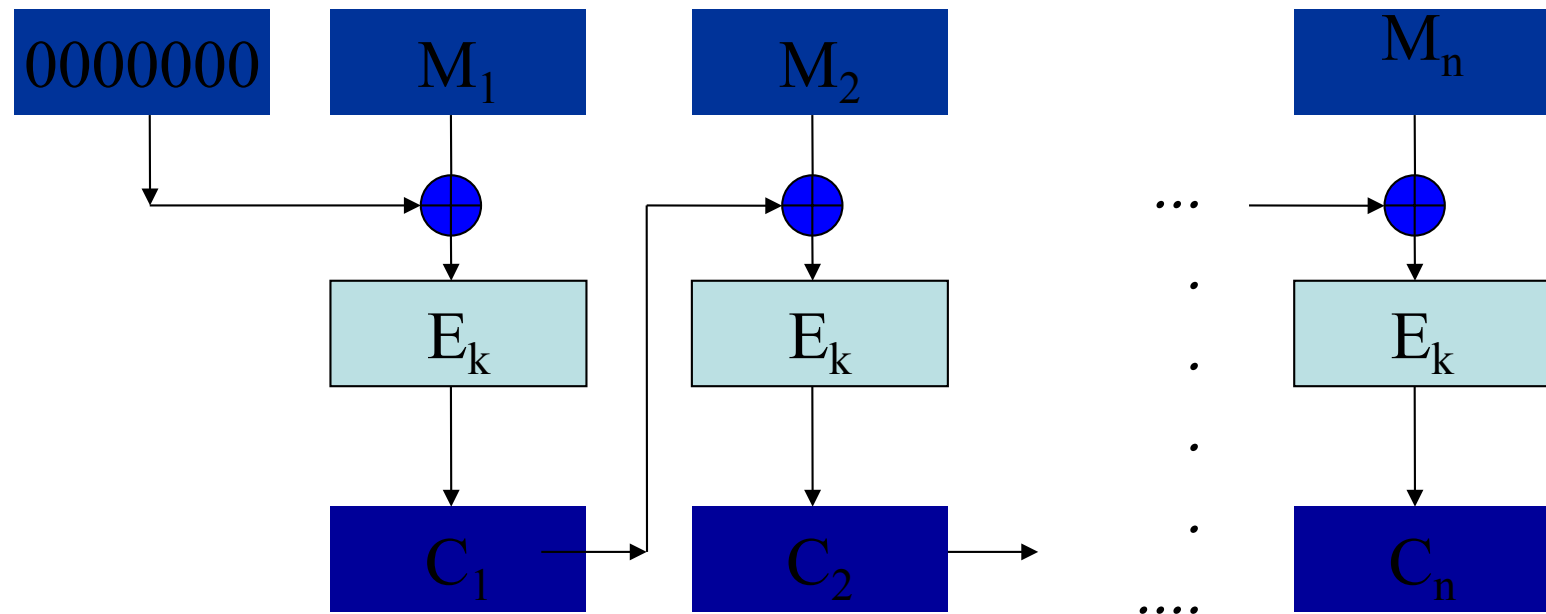 0000000 M₁ M₂ Mₙ
...
.
Eₖ Eₖ Eₖ
.
.
.
C₁ C₂ Cₙ
....